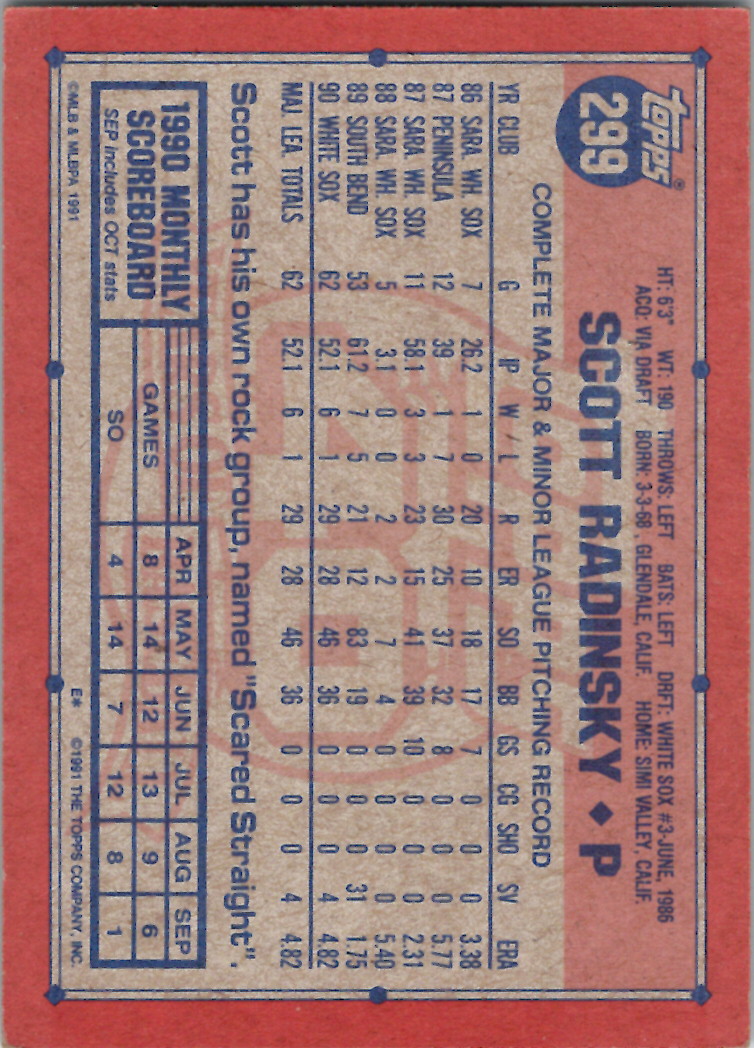 topps®
299
HT: 6'3" WT: 190 THROWS: LEFT BATS: LEFT DRFT: WHITE SOX #3-JUNE, 1986
ACQ: VIA DRAFT BORN: 3-3-68, GLENDALE, CALIF. HOME: SIMI VALLEY, CALIF.
SCOTT RADINSKY ◆ P
COMPLETE MAJOR & MINOR LEAGUE PITCHING RECORD
YR CLUB G IP W / L R ER SO BB GS CG SHO SV ERA
86 SARA. WH. SOX 7 26.2 1 0 20 10 18 17 7 0 0 0 3.38
87 PENINSULA 12 39 1 7 30 25 37 32 8 0 0 0 5.77
87 SARA. WH. SOX 11 58.1 3 3 23 15 41 39 10 0 0 0 2.31
88 SARA. WH. SOX 5 3.1 0 0 2 2 7 4 0 0 0 0 5.40
89 SOUTH BEND 53 61.2 7 5 21 12 83 19 0 0 0 31 1.75
90 WHITE SOX 62 52.1 6 1 29 28 46 36 0 0 0 4 4.82
MAJ. LEA. TOTALS 62 52.1 6 1 29 28 46 36 0 0 0 4 4.82
Scott has his own rock group, named "Scared Straight".
1990 MONTHLY
SCOREBOARD
SEP includes OCT stats
APR MAY JUN JUL AUG SEP
GAMES 8 14 12 13 9 6
SO 4 14 7 12 8 1
©MLB & MLBPA 1991
E* ©1991 THE TOPPS COMPANY, INC.